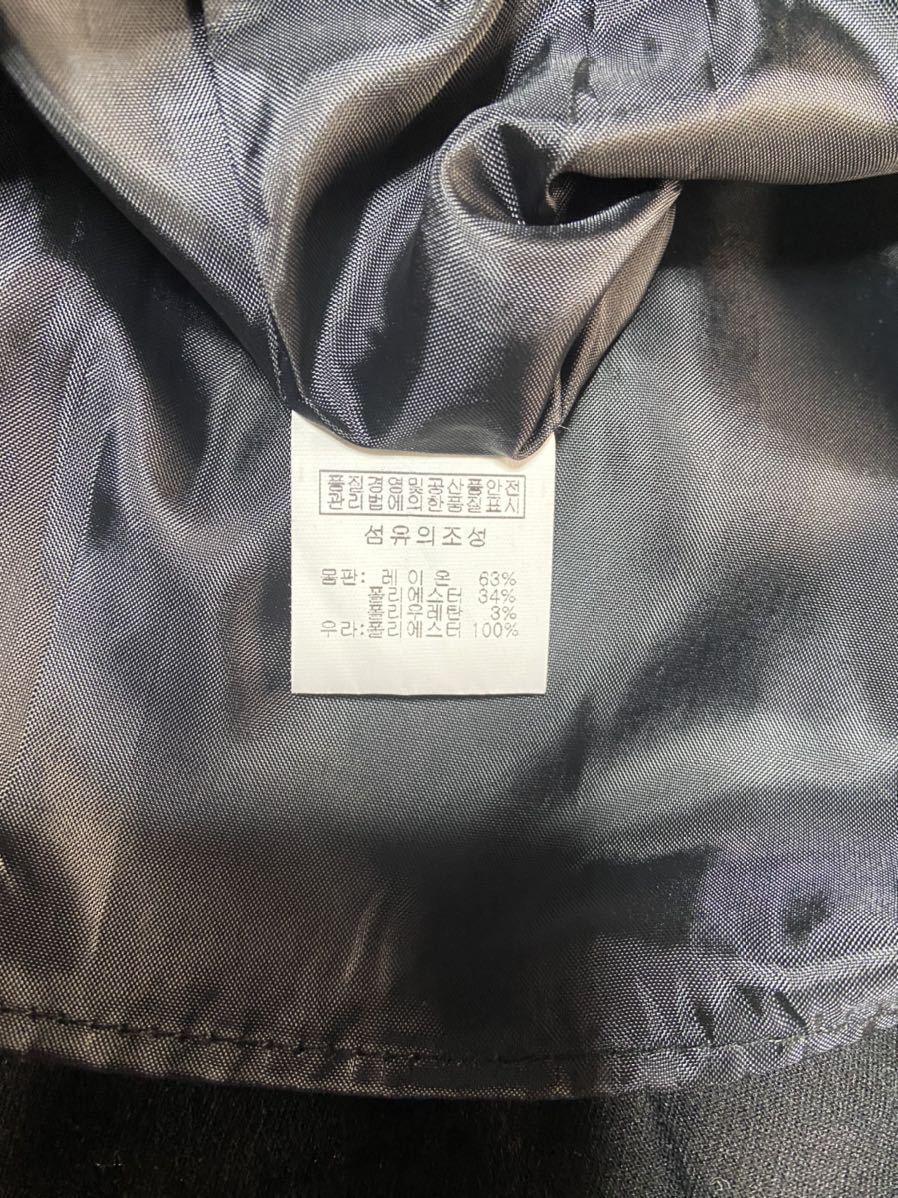 품질경영및공산품안전
관리법에의한품질표시
섬유의조성
몸판: 레이온 63%
폴리에스터 34%
폴리우레탄 3%
우라:폴리에스터 100%